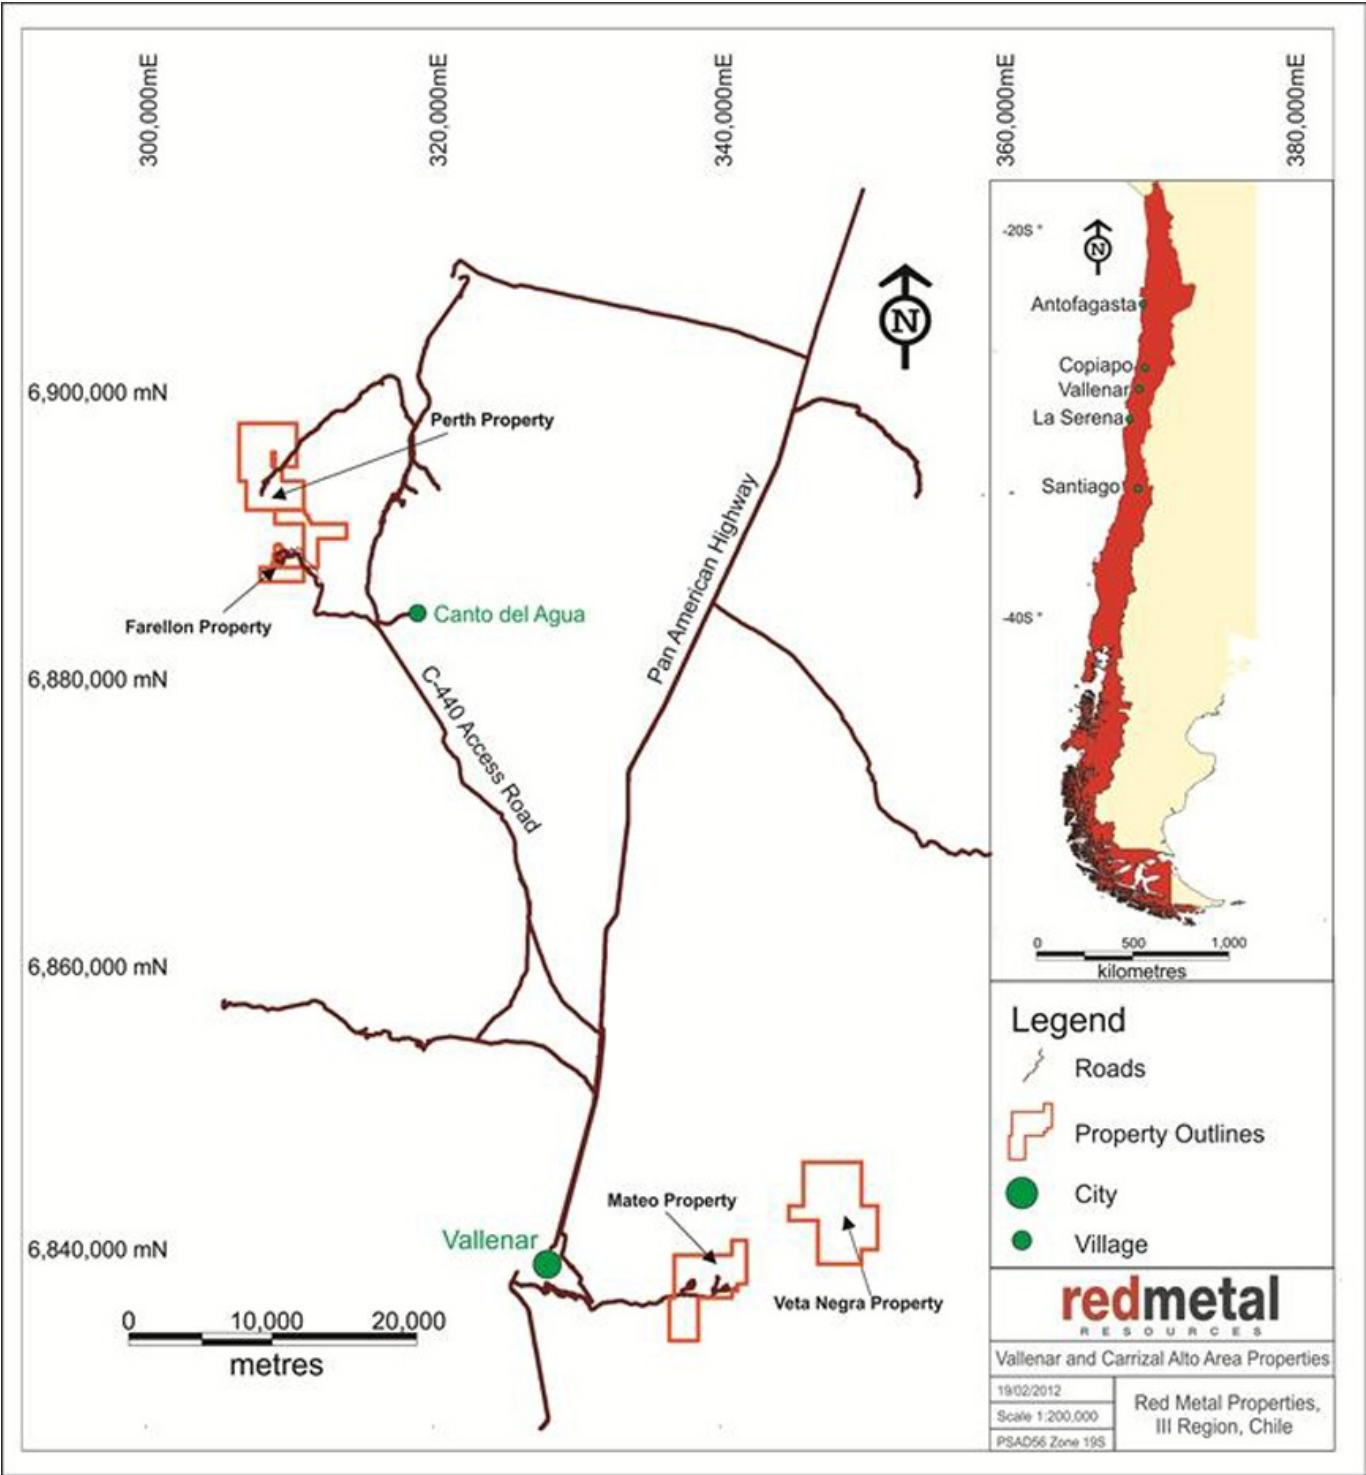 300,000mE
320,000mE
340,000mE
360,000mE
380,000mE
6,900,000 mN
6,880,000 mN
6,860,000 mN
6,840,000 mN
N
Perth Property
Farellon Property
Canto del Agua
C-440 Access Road
Pan American Highway
Mateo Property
Vallenar
Veta Negra Property
0 10,000 20,000
metres
-20S °
N
Antofagasta
Copiapo
Vallenar
La Serena
Santiago
-40S °
0 500 1,000
kilometres
Legend
Roads
Property Outlines
City
Village
redmetal
RESOURCES
Vallenar and Carrizal Alto Area Properties
19/02/2012
Scale 1:200,000
PSAD56 Zone 19S
Red Metal Properties,
III Region, Chile